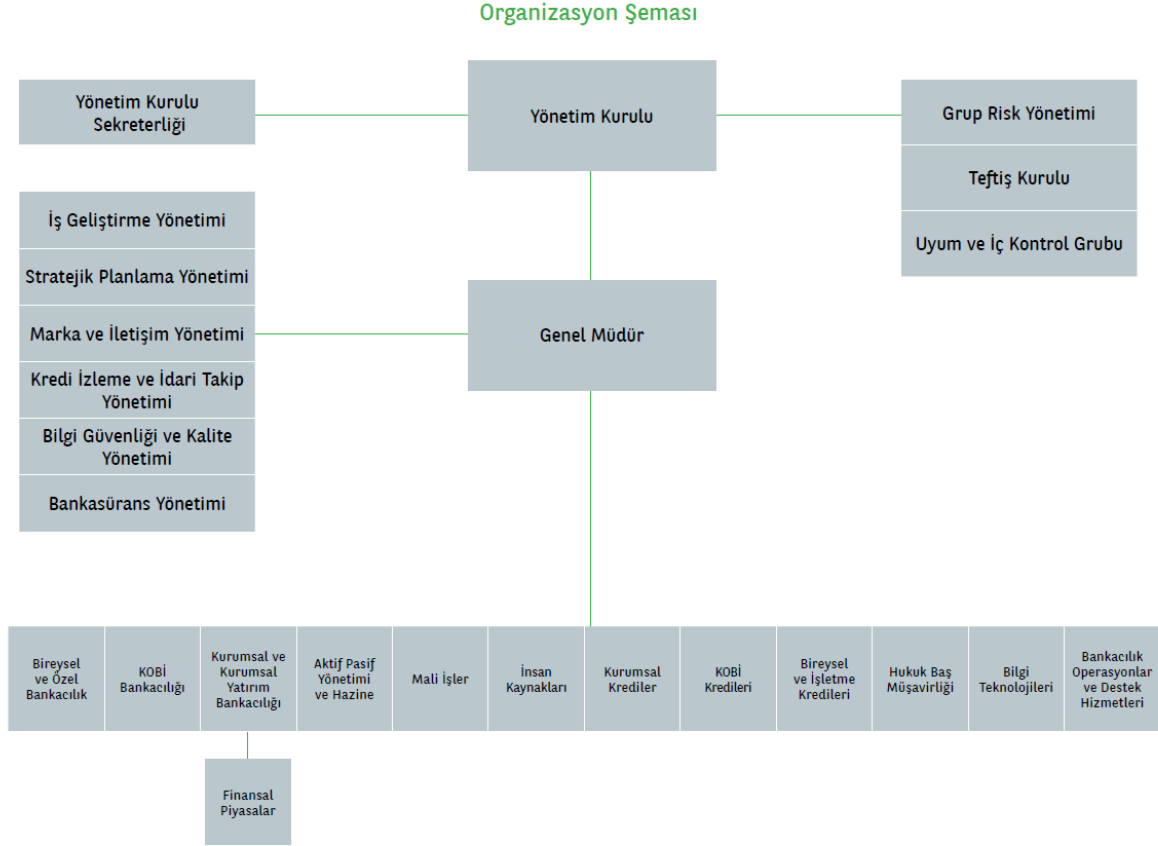 Organizasyon Şeması
Yönetim Kurulu
Sekreterliği
Yönetim Kurulu
Grup Risk Yönetimi
Teftiş Kurulu
Uyum ve İç Kontrol Grubu
İş Geliştirme Yönetimi
Stratejik Planlama Yönetimi
Marka ve İletişim Yönetimi
Kredi İzleme ve İdari Takip
Yönetimi
Bilgi Güvenliği ve Kalite
Yönetimi
Bankasürans Yönetimi
Genel Müdür
Bireysel
ve Özel
Bankacılık
KOBİ
Bankacılığı
Kurumsal ve
Kurumsal
Yatırım
Bankacılığı
Aktif Pasif
Yönetimi
ve Hazine
Mali İşler
İnsan
Kaynakları
Kurumsal
Krediler
KOBİ
Kredileri
Bireysel
ve İşletme
Kredileri
Hukuk Baş
Müşavirliği
Bilgi
Teknolojileri
Bankacılık
Operasyonlar
ve Destek
Hizmetleri
Finansal
Piyasalar